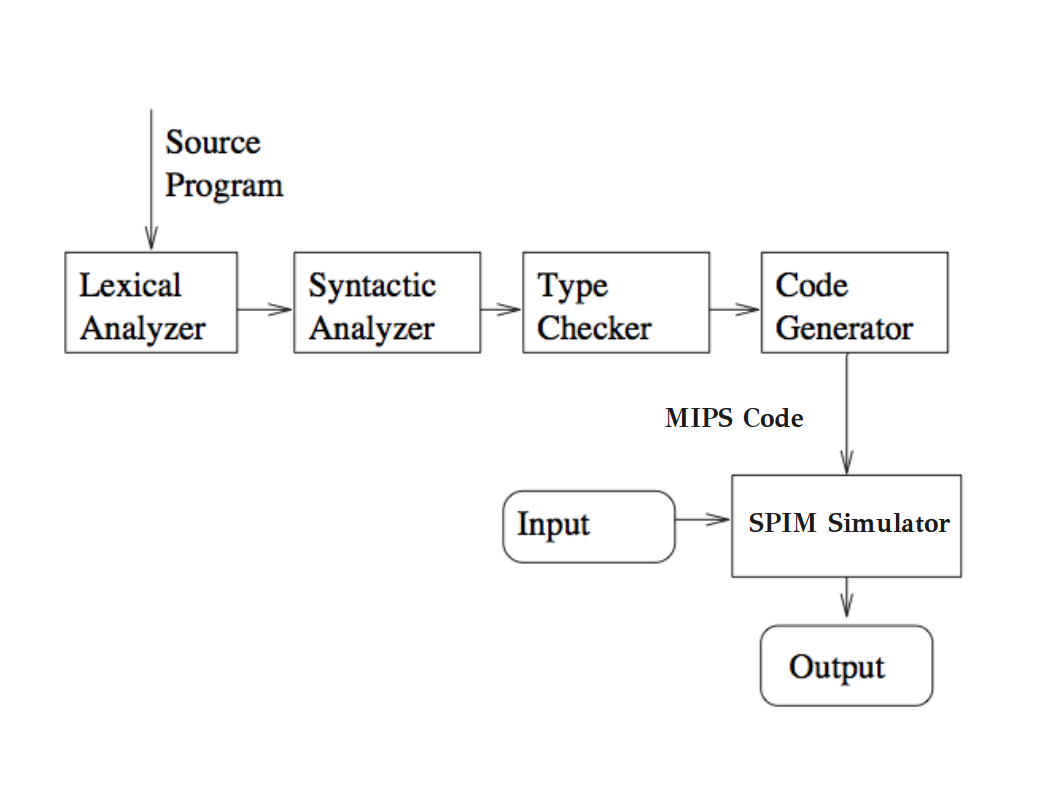 Source
Program
Lexical
Analyzer
Syntactic
Analyzer
Type
Checker
Code
Generator
MIPS Code
Input
SPIM Simulator
Output